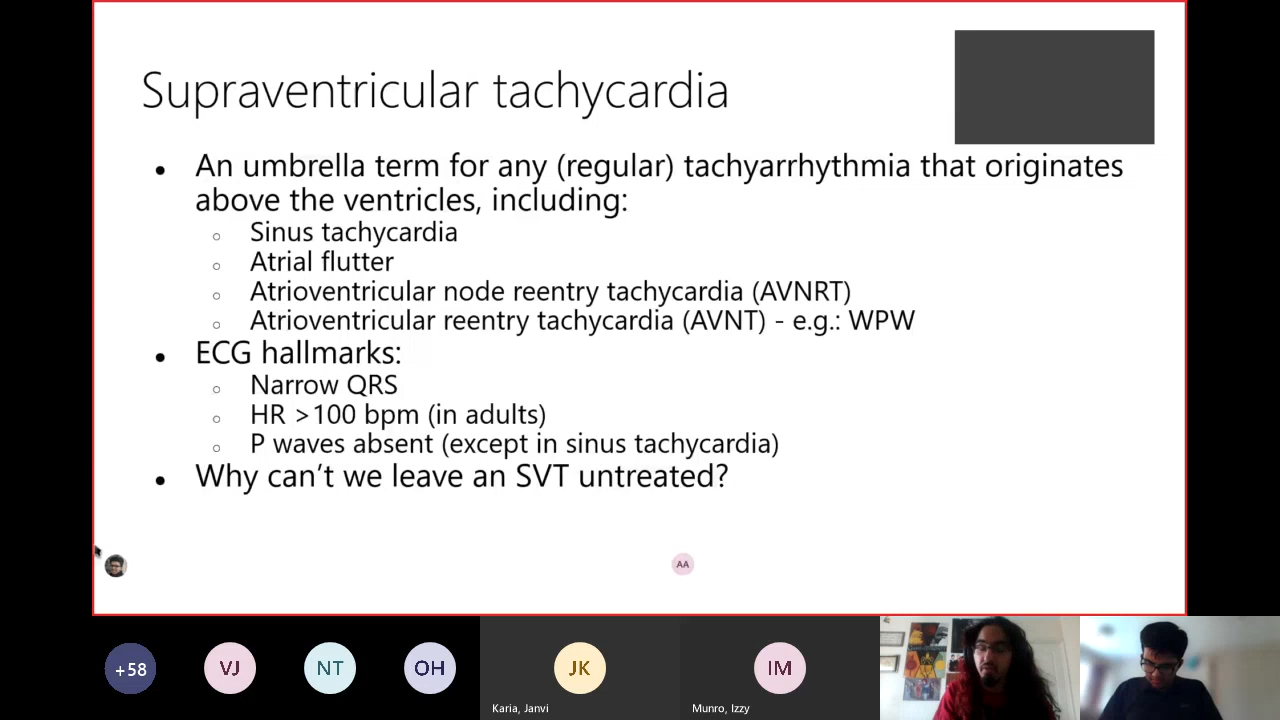 Supraventricular tachycardia
● An umbrella term for any (regular) tachyarrhythmia that originates
above the ventricles, including:
○ Sinus tachycardia
○ Atrial flutter
○ Atrioventricular node reentry tachycardia (AVNRT)
○ Atrioventricular reentry tachycardia (AVNT) - e.g.: WPW
● ECG hallmarks:
○ Narrow QRS
○ HR >100 bpm (in adults)
○ P waves absent (except in sinus tachycardia)
● Why can't we leave an SVT untreated?
AA
+58 VJ NT OH JK IM
Karia, Janvi Munro, Izzy